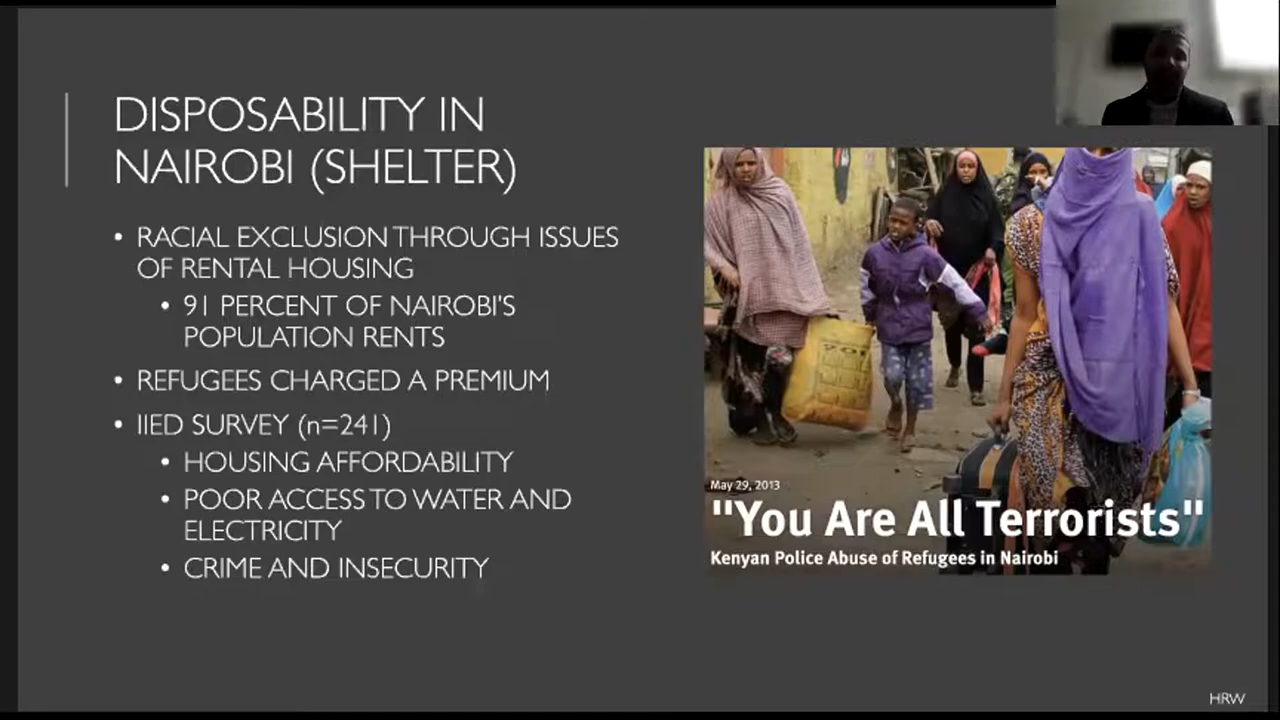 DISPOSABILITY IN
NAIROBI (SHELTER)
• RACIAL EXCLUSION THROUGH ISSUES
OF RENTAL HOUSING
• 91 PERCENT OF NAIROBI'S
POPULATION RENTS
• REFUGEES CHARGED A PREMIUM
• IIED SURVEY (n=241)
• HOUSING AFFORDABILITY
• POOR ACCESS TO WATER AND
ELECTRICITY
• CRIME AND INSECURITY
May 29, 2013
"You Are All Terrorists"
Kenyan Police Abuse of Refugees in Nairobi
HRW